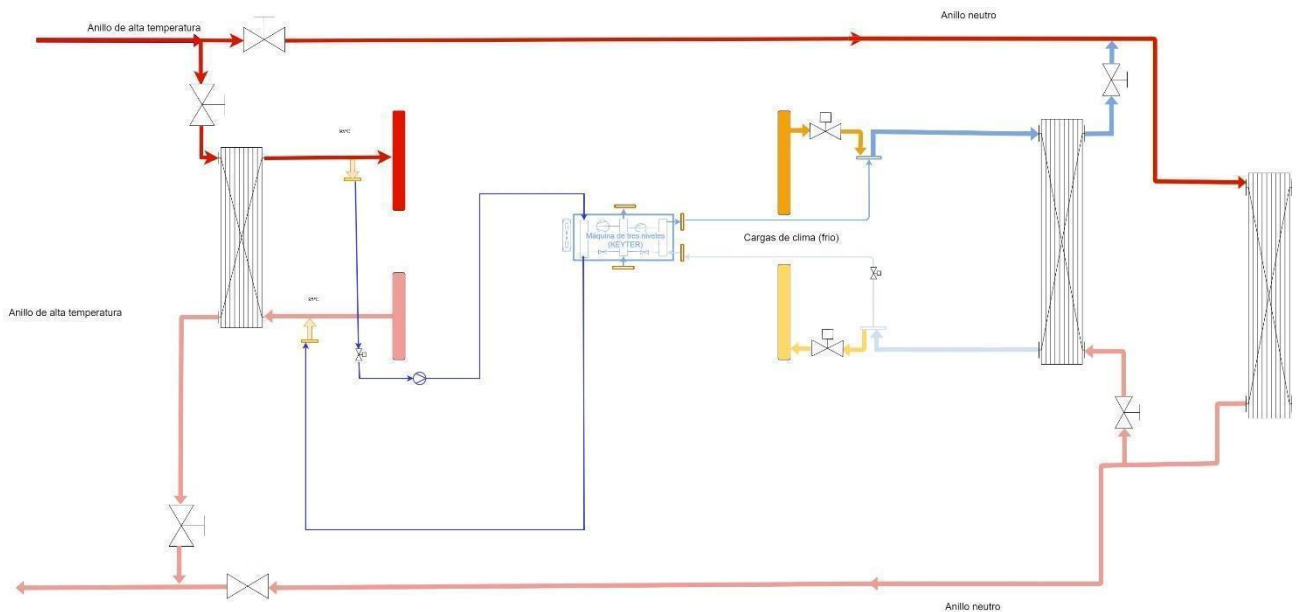 Anillo de alta temperatura
Anillo neutro
Máquina de tres niveles
(KEYTER)
Cargas de clima (frio)
Anillo de alta temperatura
Anillo neutro